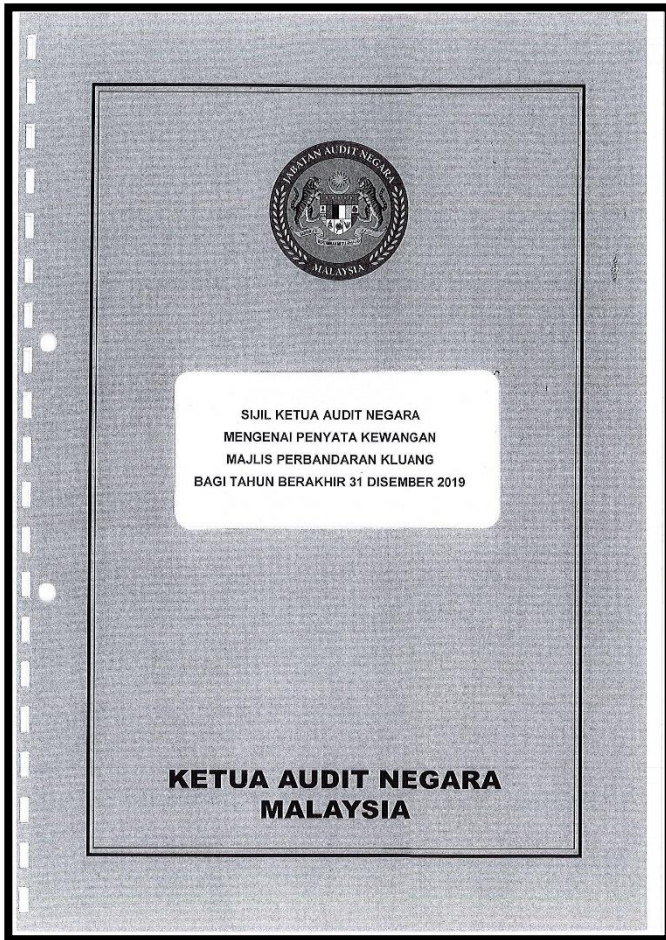 JABATAN AUDIT NEGARA
MALAYSIA
SIJIL KETUA AUDIT NEGARA
MENGENAI PENYATA KEWANGAN
MAJLIS PERBANDARAN KLUANG
BAGI TAHUN BERAKHIR 31 DISEMBER 2019
KETUA AUDIT NEGARA
MALAYSIA